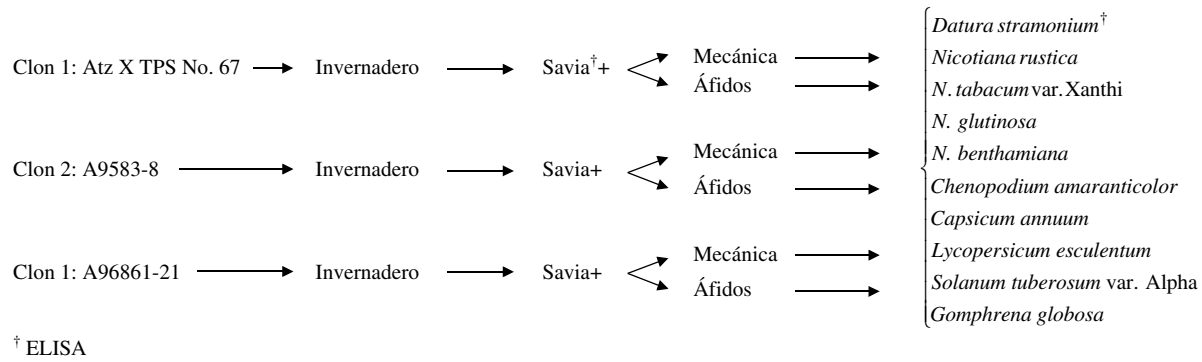 Clon 1: Atz X TPS No. 67 Invernadero Savia†+ Mecánica
Áfidos
Clon 2: A9583-8 Invernadero Savia+ Mecánica
Áfidos
Clon 1: A96861-21 Invernadero Savia+ Mecánica
Áfidos
Datura stramonium†
Nicotiana rustica
N. tabacum var. Xanthi
N. glutinosa
N. benthamiana
Chenopodium amaranticolor
Capsicum annuum
Lycopersicum esculentum
Solanum tuberosum var. Alpha
Gomphrena globosa
† ELISA